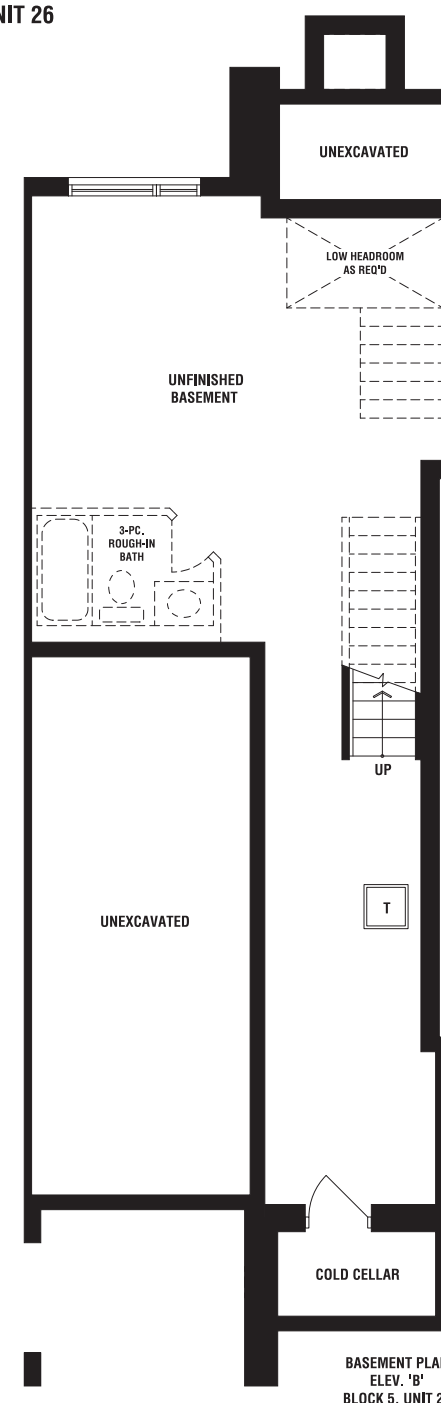 NIT 26
UNEXCAVATED
LOW HEADROOM
AS REQ'D
UNFINISHED
BASEMENT
3-PC.
ROUGH-IN
BATH
UP
T
UNEXCAVATED
COLD CELLAR
BASEMENT PLA
ELEV. 'B'
BLOCK 5, UNIT 2